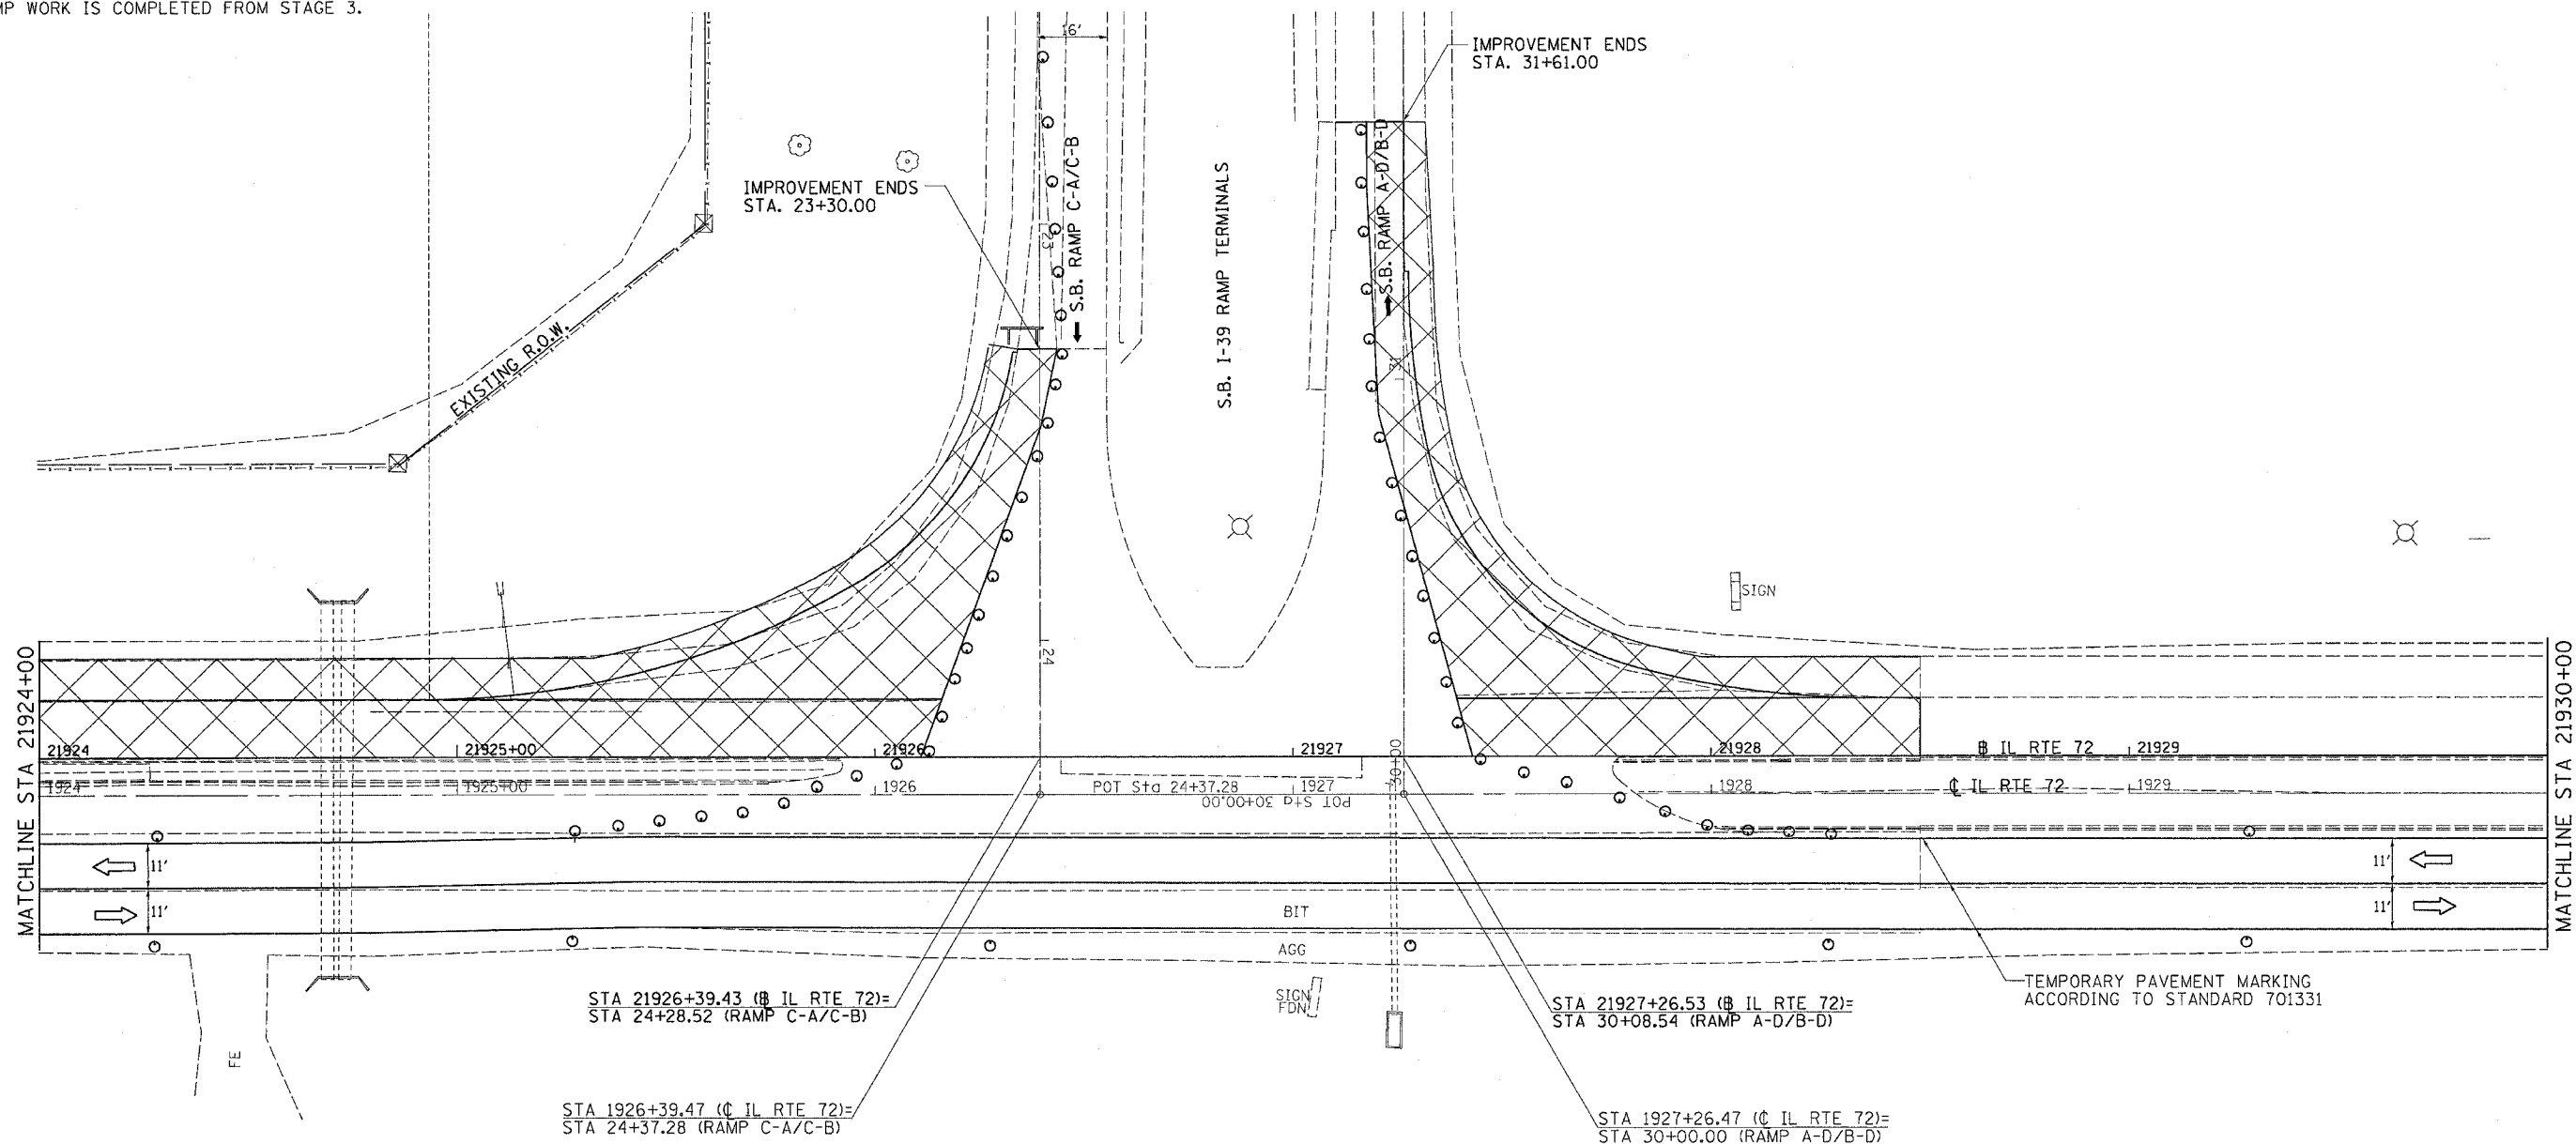 MP WORK IS COMPLETED FROM STAGE 3.
16'
IMPROVEMENT ENDS
STA. 31+61.00
IMPROVEMENT ENDS
STA. 23+30.00
23
S.B. RAMP C-A/C-B
S.B. I-39 RAMP TERMINALS
S.B. RAMP A-D/B-D
31
EXISTING R.O.W.
SIGN
24
MATCHLINE STA 21924+00
MATCHLINE STA 21930+00
21924
21925+00
21926
21927
30+00
21928
B IL RTE 72
21929
1924
1925+00
1926
POT Sta 24+37.28
1927
POT Sta 30+00.00
1928
℄ IL RTE 72
1929
11'
11'
11'
11'
BIT
AGG
SIGN
FDN
FE
STA 21926+39.43 (B IL RTE 72)=
STA 24+28.52 (RAMP C-A/C-B)
STA 21927+26.53 (B IL RTE 72)=
STA 30+08.54 (RAMP A-D/B-D)
TEMPORARY PAVEMENT MARKING
ACCORDING TO STANDARD 701331
STA 1926+39.47 (℄ IL RTE 72)=
STA 24+37.28 (RAMP C-A/C-B)
STA 1927+26.47 (℄ IL RTE 72)=
STA 30+00.00 (RAMP A-D/B-D)